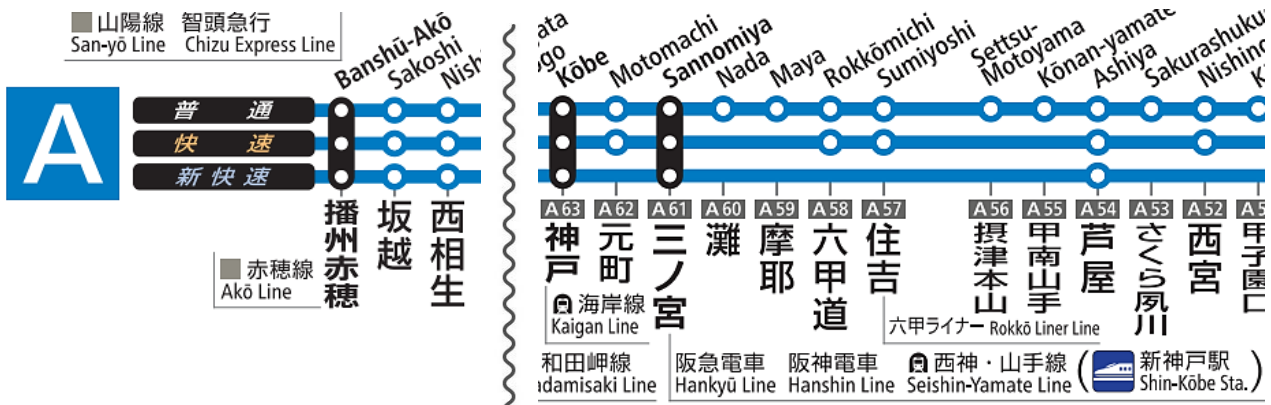 山陽線 智頭急行
San-yō Line Chizu Express Line
Banshū-Akō
Sakoshi
Kōbe
Motomachi
Sannomiya
Nada
Maya
Rokkōmichi
Sumiyoshi
Settsu-
Motoyama
Kōnan-yamate
Ashiya
A
普通
快速
新快速
A63 A62 A61 A60 A59 A58 A57 A56 A55 A54 A53 A52
播州赤穂
坂越
西相生
神戸
元町
三ノ宮
灘
摩耶
六甲道
住吉
摂津本山
甲南山手
芦屋
さくら夙川
西宮
甲子園口
赤穂線
Akō Line
海岸線
Kaigan Line
六甲ライナー Rokkō Liner Line
和田岬線
阪急電車 阪神電車 西神・山手線 ( 新神戸駅 )
Hankyū Line Hanshin Line Seishin-Yamate Line Shin-Kōbe Sta.